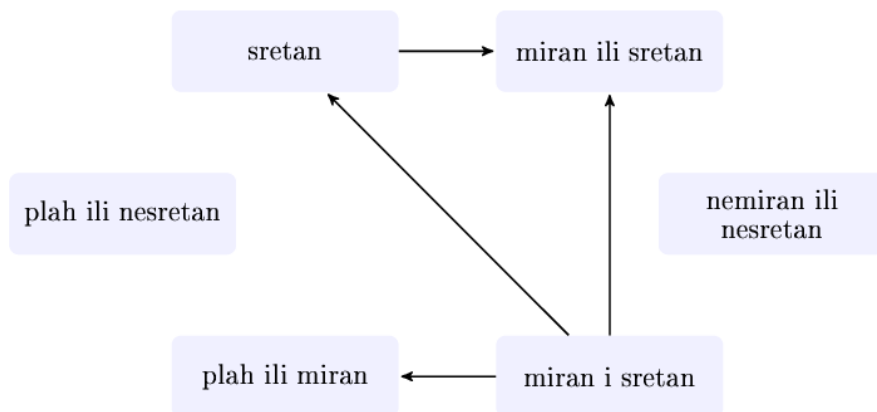 sretan
miran ili sretan
plah ili nesretan
nemiran ili
nesretan
plah ili miran
miran i sretan